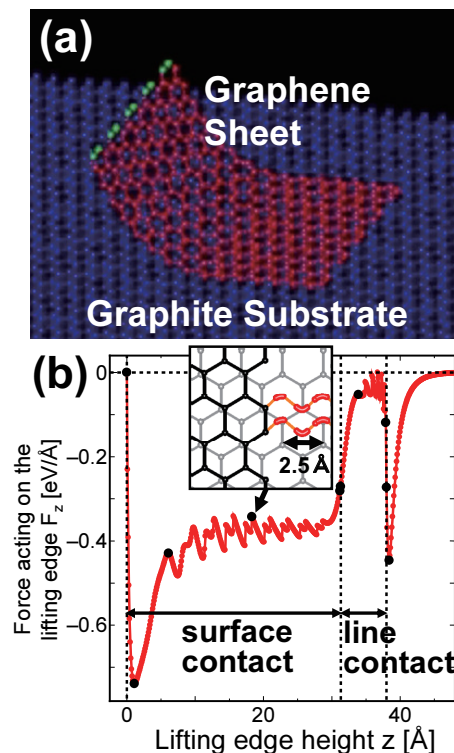 (a)
Graphene
Sheet
Graphite Substrate
(b)
Force acting on the
lifting edge F_z [eV/Å]
0
−0.2
−0.4
−0.6
2.5 Å
surface
contact
line
contact
0
20
40
Lifting edge height z [Å]